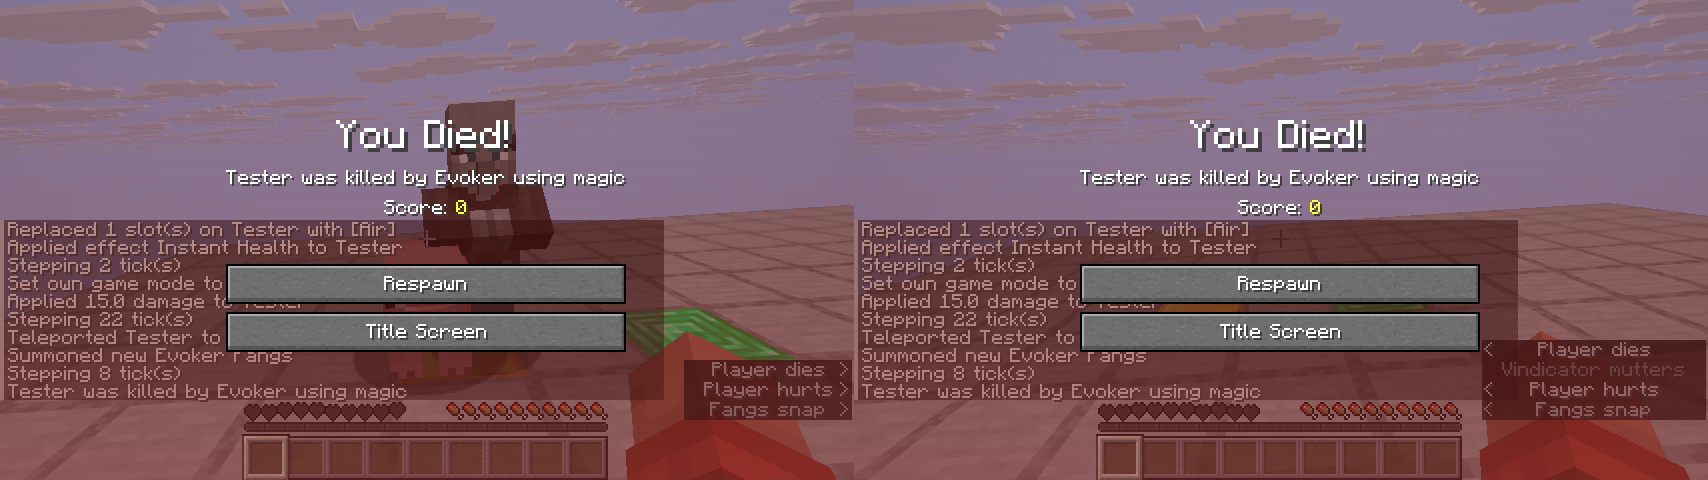 You Died!
Tester was killed by Evoker using magic
Score: 0
Replaced 1 slot(s) on Tester with [Air]
Applied effect Instant Health to Tester
Stepping 2 tick(s)
Set own game mode to
Respawn
Applied 15.0 damage to Tester
Stepping 22 tick(s)
Teleported Tester to
Title Screen
Summoned new Evoker Fangs
Stepping 8 tick(s)
Tester was killed by Evoker using magic
Player dies >
Player hurts >
Fangs snap >
You Died!
Tester was killed by Evoker using magic
Score: 0
Replaced 1 slot(s) on Tester with [Air]
Applied effect Instant Health to Tester
Stepping 2 tick(s)
Set own game mode to
Respawn
Applied 15.0 damage to Tester
Stepping 22 tick(s)
Teleported Tester to
Title Screen
Summoned new Evoker Fangs
Stepping 8 tick(s)
Tester was killed by Evoker using magic
< Player dies
Vindicator mutters
< Player hurts
< Fangs snap